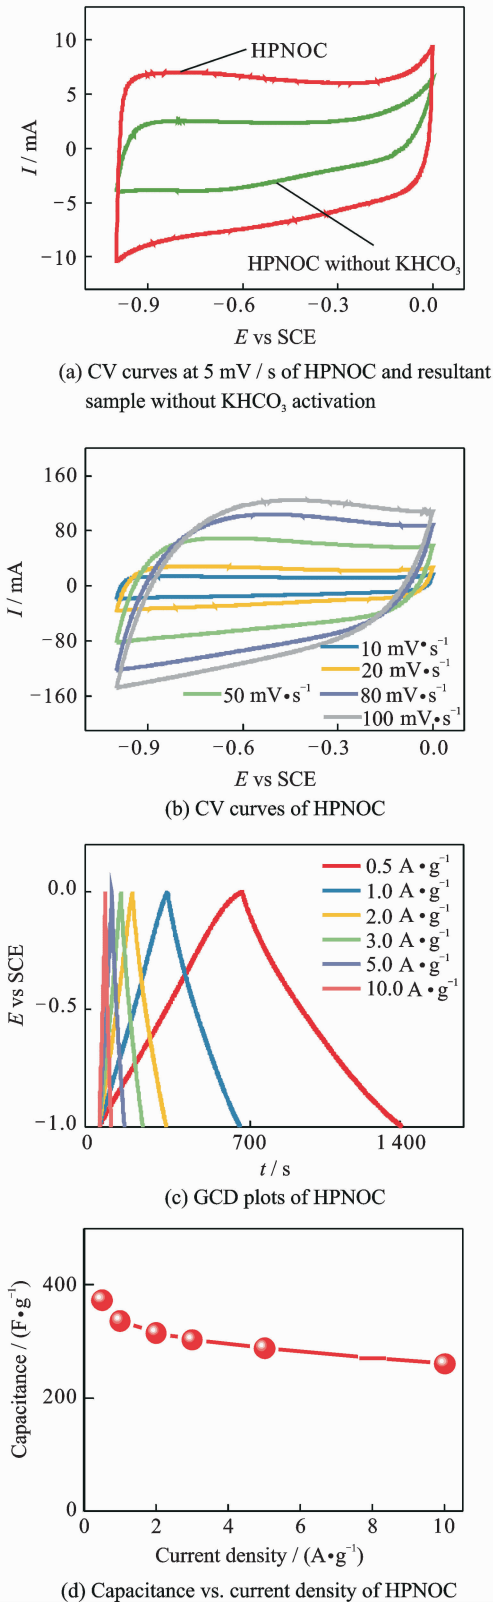 10
HPNOC
5
0
I / mA
−5
HPNOC without KHCO₃
−10
−0.9 −0.6 −0.3 0.0
E vs SCE
(a) CV curves at 5 mV / s of HPNOC and resultant
sample without KHCO₃ activation
160
80
I / mA
0
−80
10 mV•s⁻¹
20 mV•s⁻¹
50 mV•s⁻¹ 80 mV•s⁻¹
−160
100 mV•s⁻¹
−0.9 −0.6 −0.3 0.0
E vs SCE
(b) CV curves of HPNOC
0.0
0.5 A•g⁻¹
1.0 A•g⁻¹
2.0 A•g⁻¹
3.0 A•g⁻¹
5.0 A•g⁻¹
10.0 A•g⁻¹
E vs SCE
−0.5
−1.0
0 700 1 400
t / s
(c) GCD plots of HPNOC
400
Capacitance / (F•g⁻¹)
200
0
0 2 4 6 8 10
Current density / (A•g⁻¹)
(d) Capacitance vs. current density of HPNOC